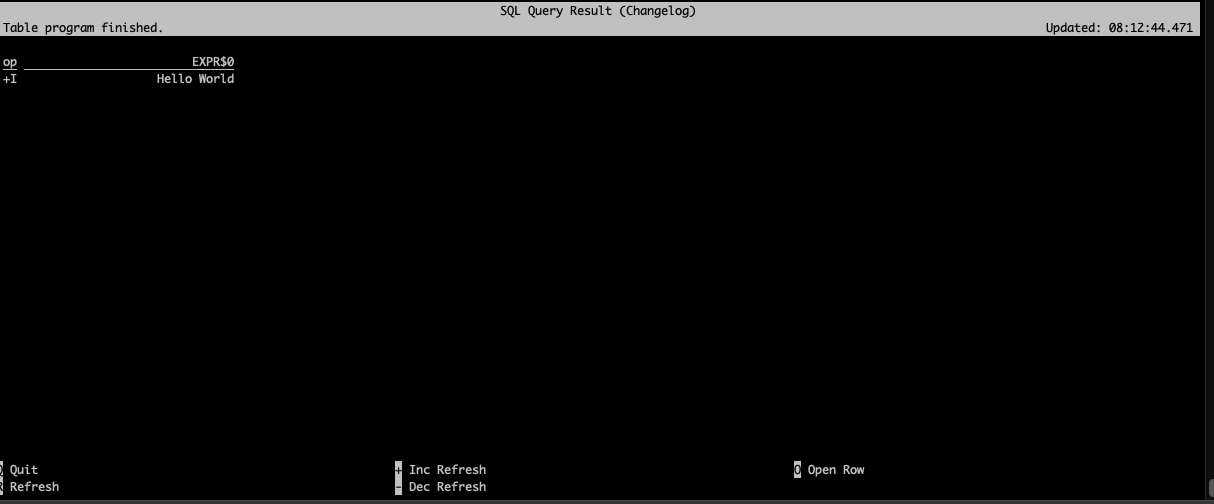 SQL Query Result (Changelog)
Table program finished. Updated: 08:12:44.471
op EXPR$0
+I Hello World
Q Quit + Inc Refresh O Open Row
R Refresh - Dec Refresh